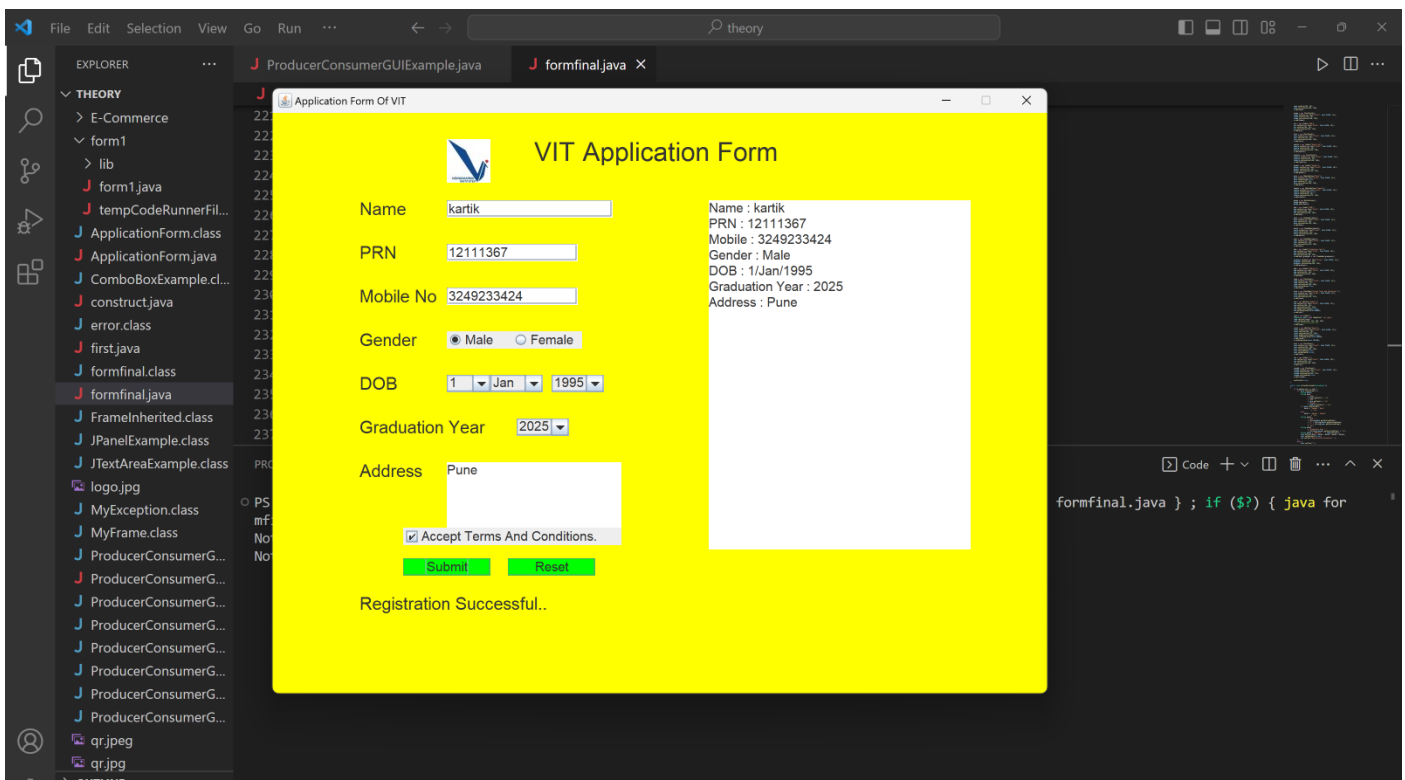 File Edit Selection View Go Run ··· theory
EXPLORER ···
THEORY
E-Commerce
form1
lib
form1.java
tempCodeRunnerFil...
ApplicationForm.class
ApplicationForm.java
ComboBoxExample.cl...
construct.java
error.class
first.java
formfinal.class
formfinal.java
FrameInherited.class
JPanelExample.class
JTextAreaExample.class
logo.jpg
MyException.class
MyFrame.class
ProducerConsumerG...
ProducerConsumerG...
ProducerConsumerG...
ProducerConsumerG...
ProducerConsumerG...
ProducerConsumerG...
ProducerConsumerG...
ProducerConsumerG...
qr.jpeg
qr.jpg
J ProducerConsumerGUIExample.java J formfinal.java
Application Form Of VIT
VIT Application Form
Name kartik
PRN 12111367
Mobile No 3249233424
Gender Male Female
DOB 1 Jan 1995
Graduation Year 2025
Address Pune
Accept Terms And Conditions.
Submit Reset
Registration Successful..
Name : kartik
PRN : 12111367
Mobile : 3249233424
Gender : Male
DOB : 1/Jan/1995
Graduation Year : 2025
Address : Pune
Code
PS
formfinal.java } ; if ($?) { java for